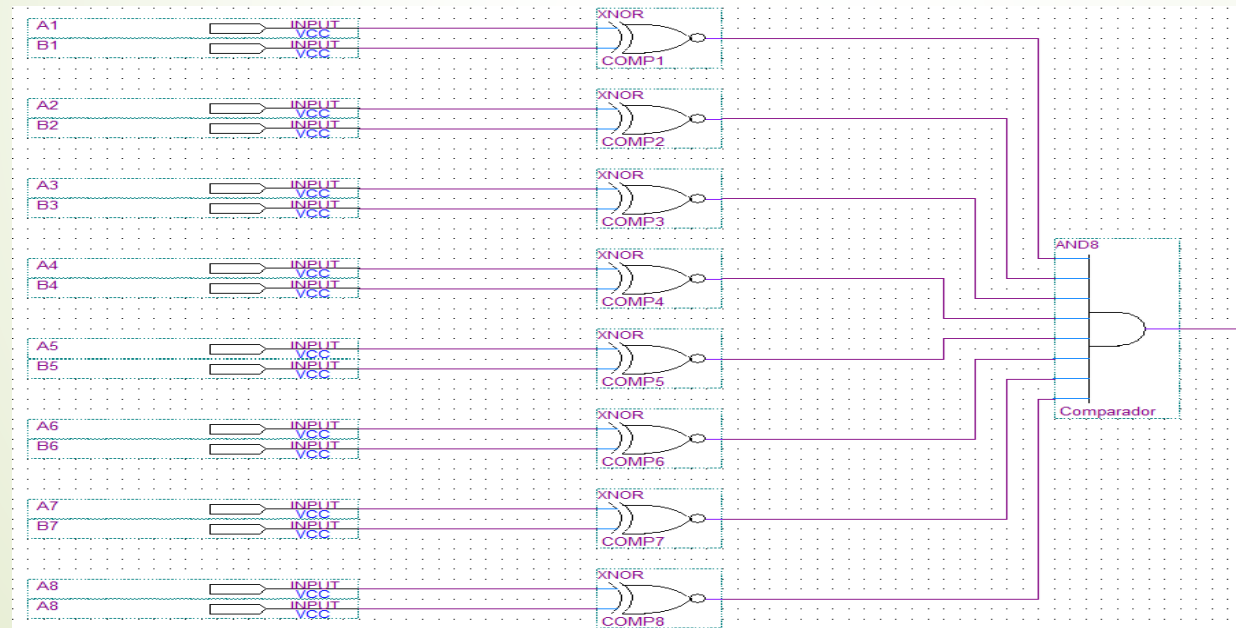 A1 INPUT VCC XNOR
B1 INPUT VCC COMP1
A2 INPUT VCC XNOR
B2 INPUT VCC COMP2
A3 INPUT VCC XNOR
B3 INPUT VCC COMP3
AND8
A4 INPUT VCC XNOR
B4 INPUT VCC COMP4
A5 INPUT VCC XNOR
B5 INPUT VCC COMP5
Comparador
A6 INPUT VCC XNOR
B6 INPUT VCC COMP6
A7 INPUT VCC XNOR
B7 INPUT VCC COMP7
A8 INPUT VCC XNOR
A8 INPUT VCC COMP8